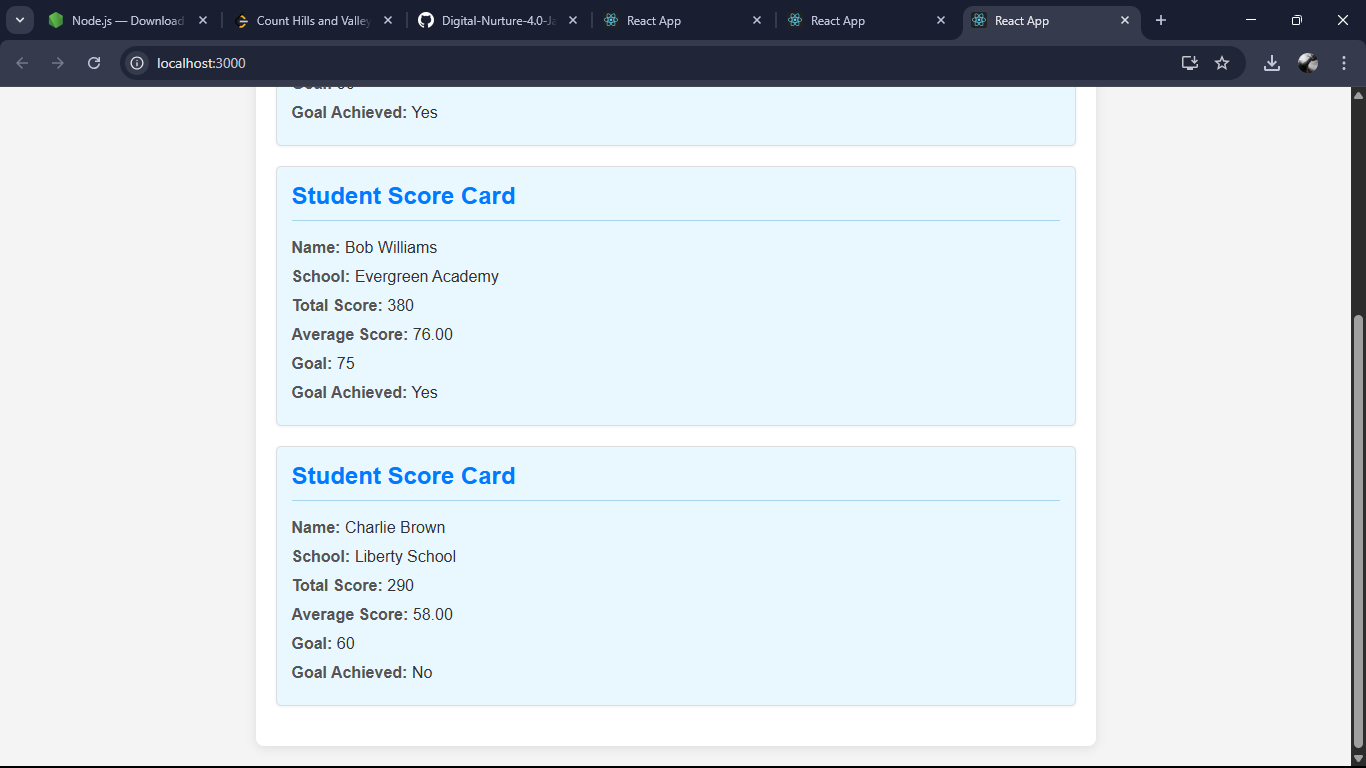 Node.js — Download
Count Hills and Valley
Digital-Nurture-4.0-Ja
React App
React App
React App
localhost:3000
Goal Achieved: Yes
Student Score Card
Name: Bob Williams
School: Evergreen Academy
Total Score: 380
Average Score: 76.00
Goal: 75
Goal Achieved: Yes
Student Score Card
Name: Charlie Brown
School: Liberty School
Total Score: 290
Average Score: 58.00
Goal: 60
Goal Achieved: No